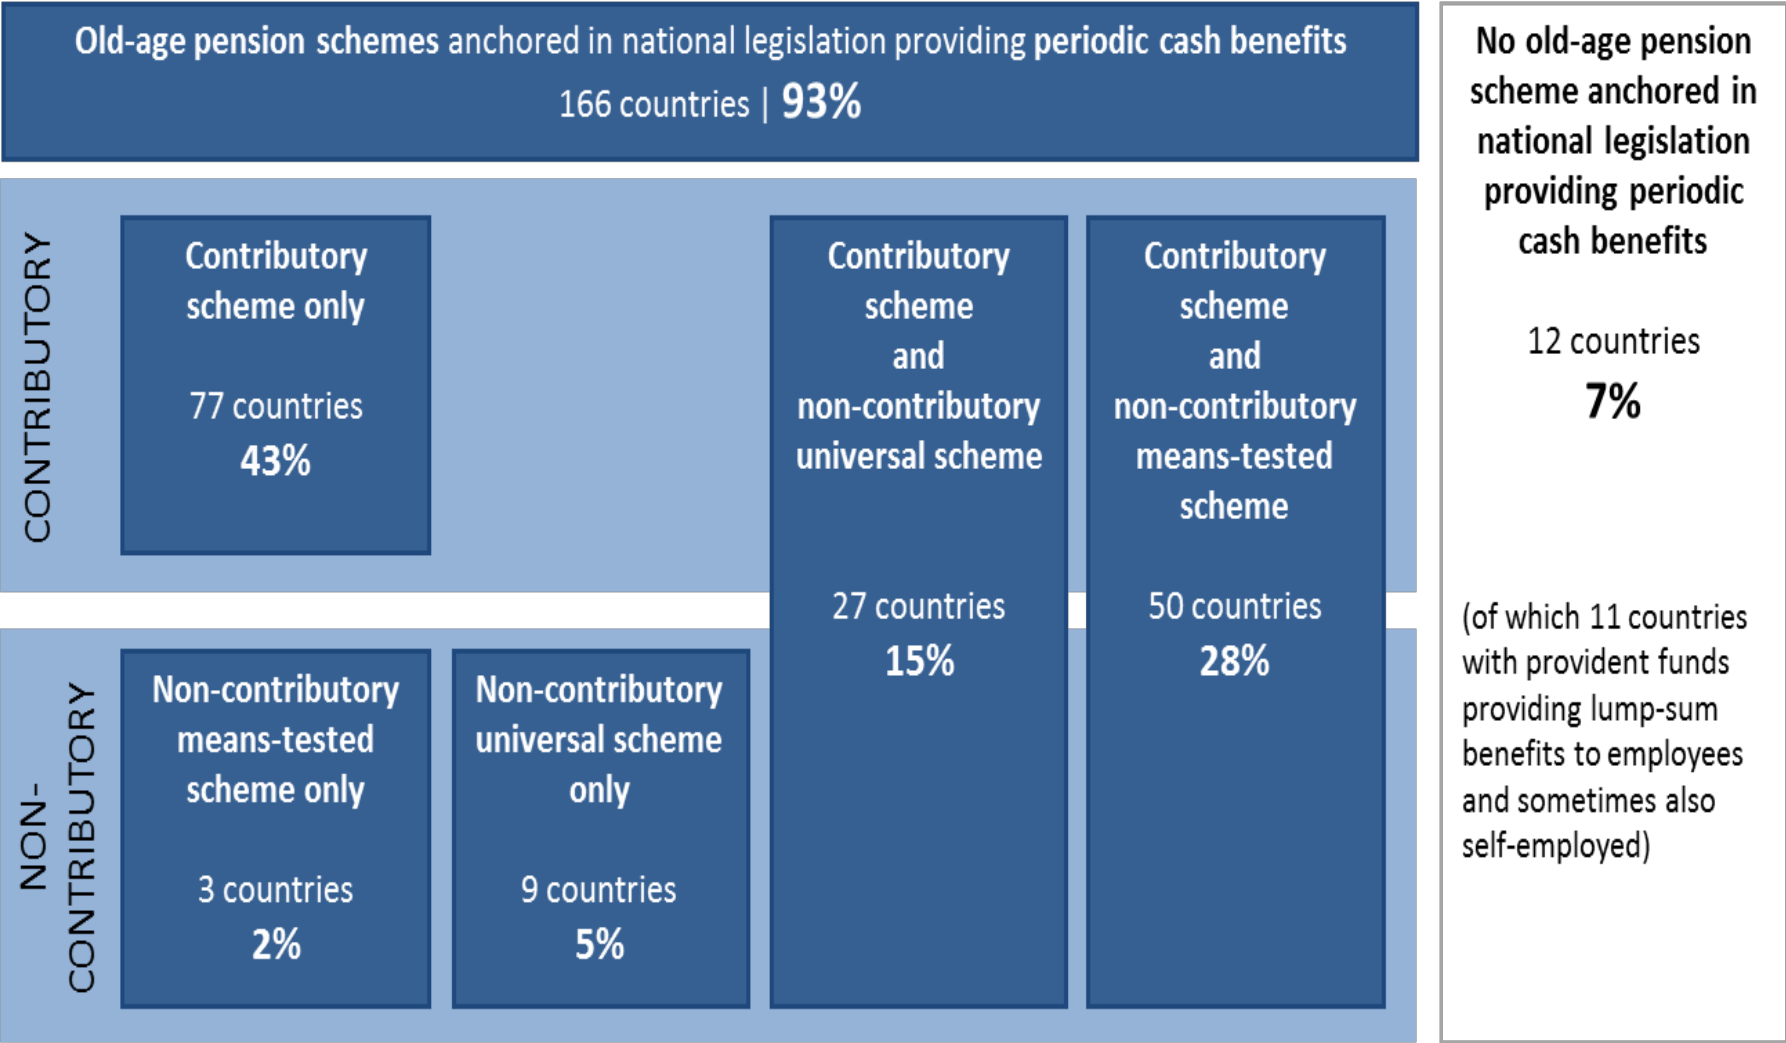 Old-age pension schemes anchored in national legislation providing periodic cash benefits
166 countries | 93%
CONTRIBUTORY
Contributory
scheme only
77 countries
43%
Contributory
scheme
and
non-contributory
universal scheme
27 countries
15%
Contributory
scheme
and
non-contributory
means-tested
scheme
50 countries
28%
NON-
CONTRIBUTORY
Non-contributory
means-tested
scheme only
3 countries
2%
Non-contributory
universal scheme
only
9 countries
5%
No old-age pension
scheme anchored in
national legislation
providing periodic
cash benefits
12 countries
7%
(of which 11 countries
with provident funds
providing lump-sum
benefits to employees
and sometimes also
self-employed)